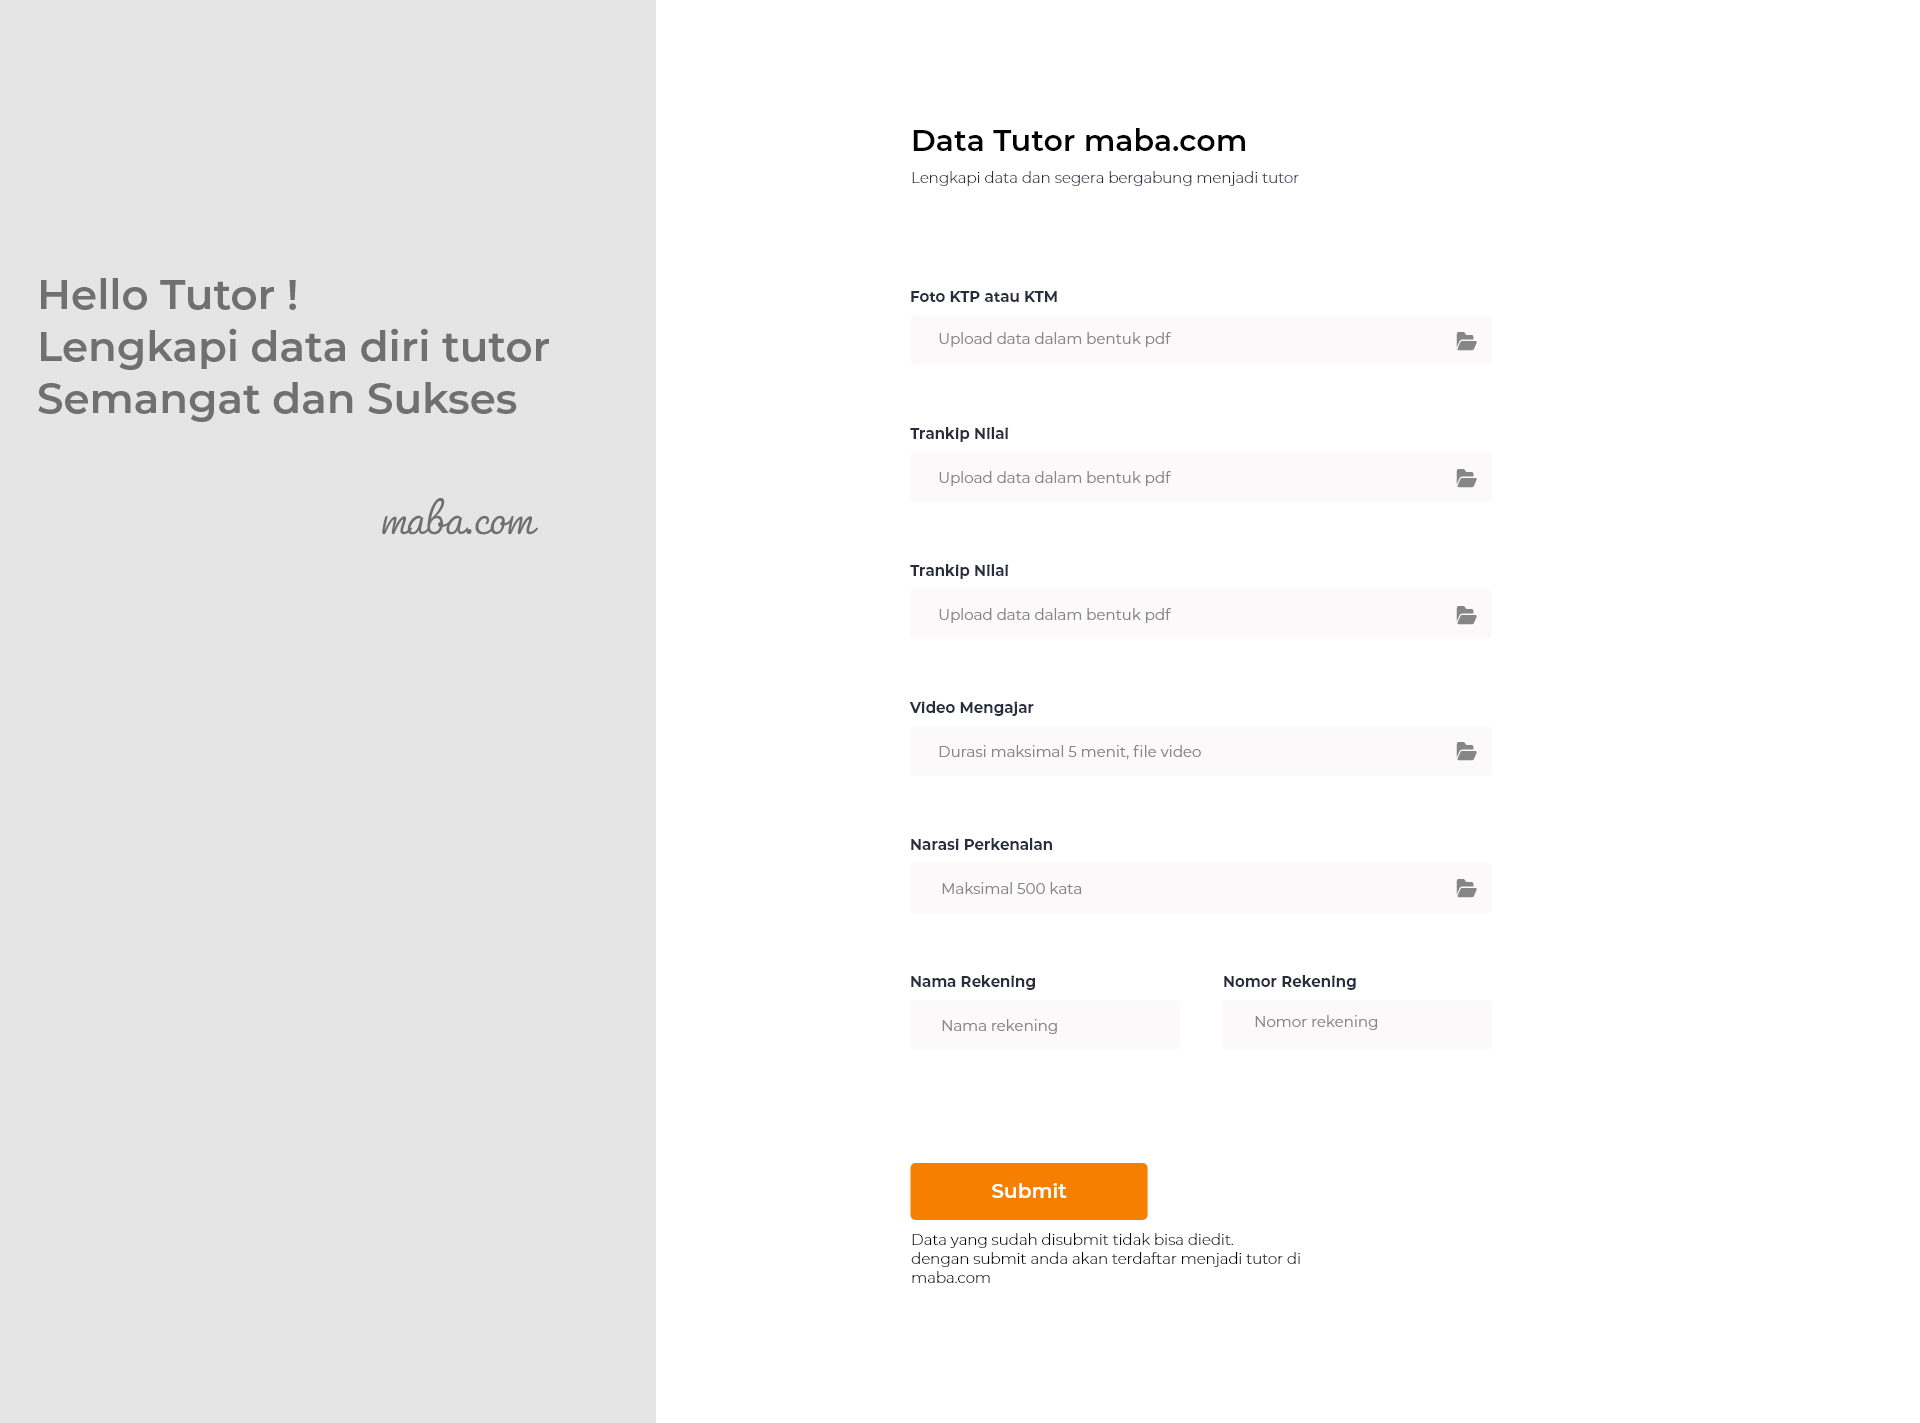 Hello Tutor !
Lengkapi data diri tutor
Semangat dan Sukses
maba.com
Data Tutor maba.com
Lengkapi data dan segera bergabung menjadi tutor
Foto KTP atau KTM
Upload data dalam bentuk pdf
Trankip Nilai
Upload data dalam bentuk pdf
Trankip Nilai
Upload data dalam bentuk pdf
Video Mengajar
Durasi maksimal 5 menit, file video
Narasi Perkenalan
Maksimal 500 kata
Nama Rekening
Nama rekening
Nomor Rekening
Nomor rekening
Submit
Data yang sudah disubmit tidak bisa diedit.
dengan submit anda akan terdaftar menjadi tutor di
maba.com